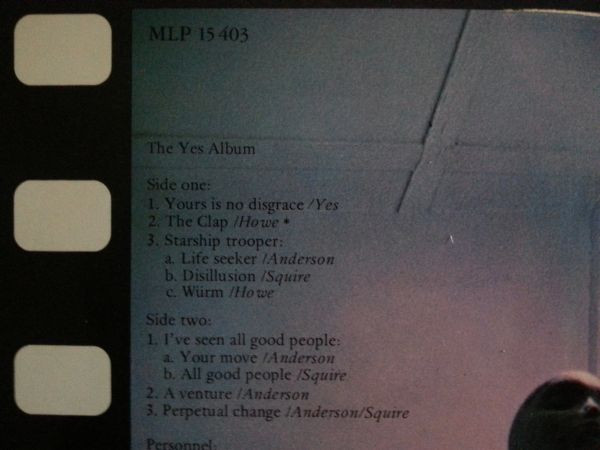 MLP 15 403
The Yes Album
Side one:
1. Yours is no disgrace /Yes
2. The Clap /Howe *
3. Starship trooper:
a. Life seeker /Anderson
b. Disillusion /Squire
c. Würm /Howe
Side two:
1. I've seen all good people:
a. Your move /Anderson
b. All good people /Squire
2. A venture /Anderson
3. Perpetual change /Anderson/Squire
Personnel: